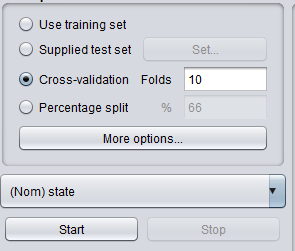 Use training set
Supplied test set Set...
Cross-validation Folds 10
Percentage split % 66
More options...
(Nom) state
Start Stop